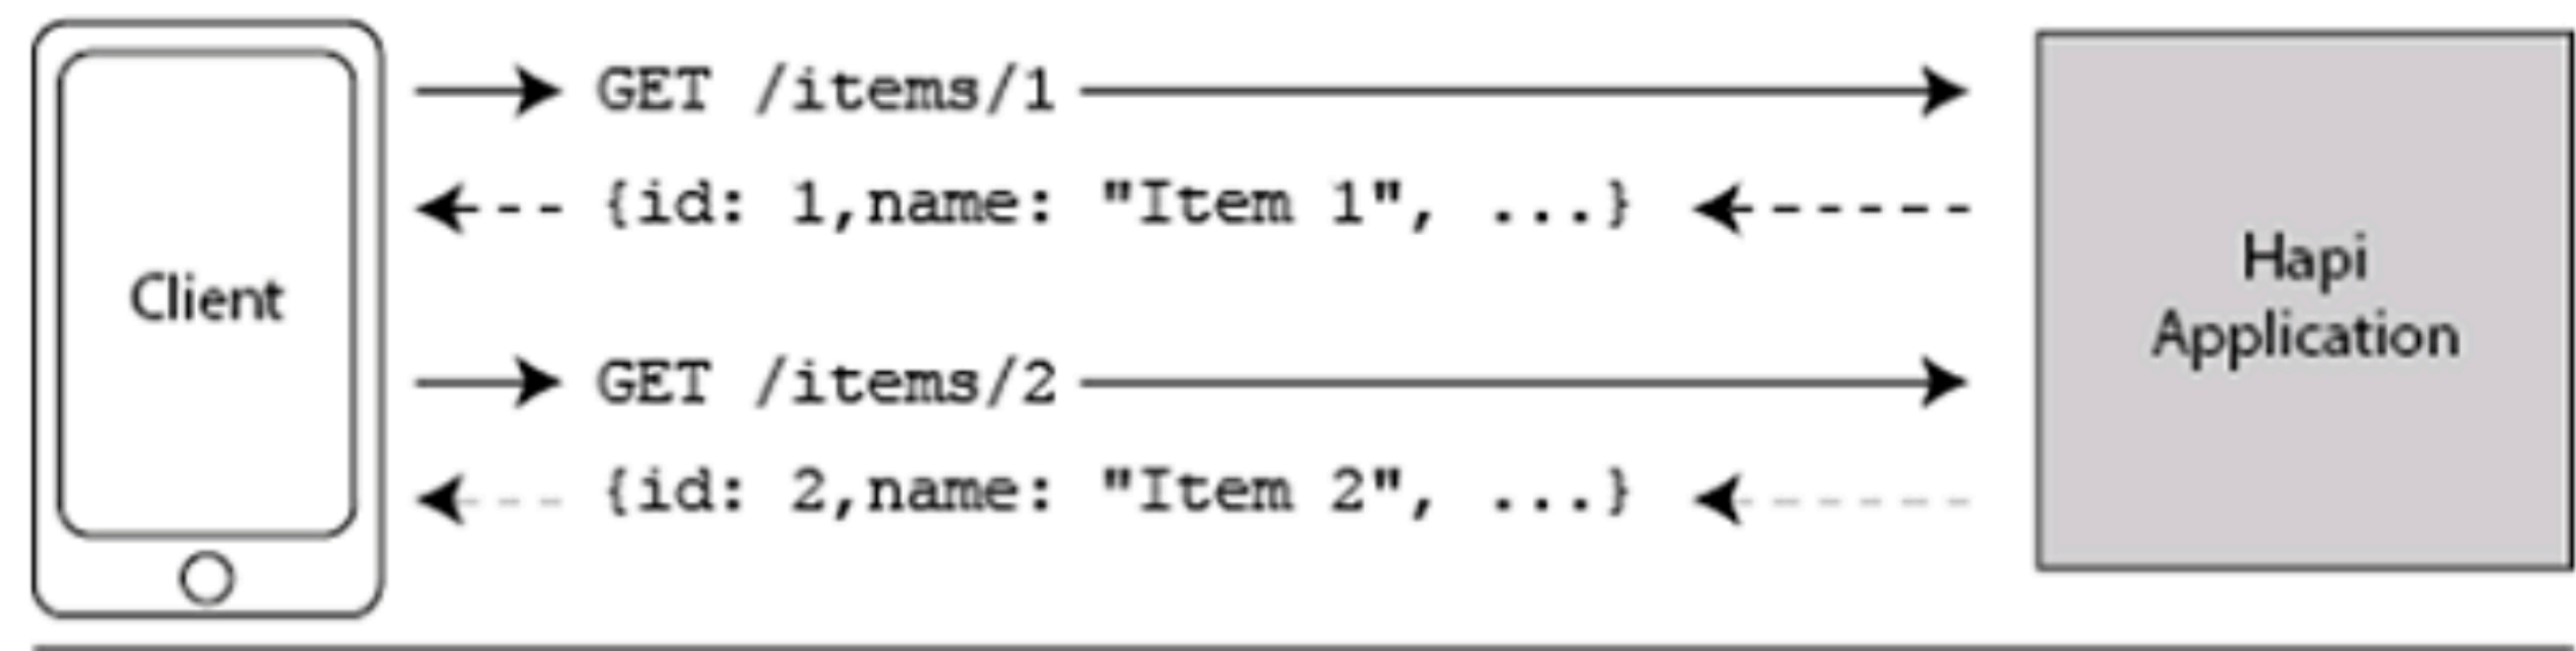 GET /items/1
{id: 1,name: "Item 1", ...}
Client
Hapi
Application
GET /items/2
{id: 2,name: "Item 2", ...}